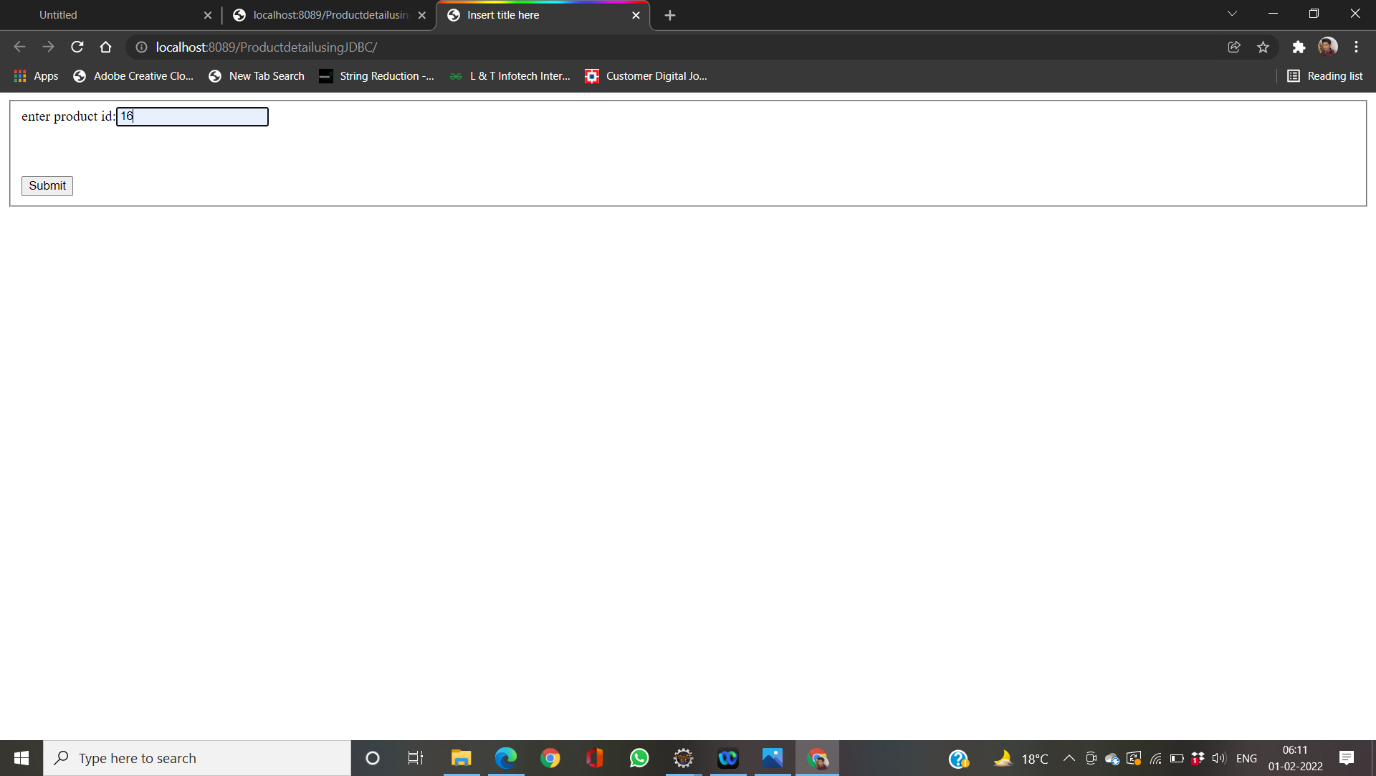 Untitled
localhost:8089/Productdetailusin
Insert title here
localhost:8089/ProductdetailusingJDBC/
Apps
Adobe Creative Clo...
New Tab Search
String Reduction -...
L & T Infotech Inter...
Customer Digital Jo...
Reading list
enter product id:16
Submit
Type here to search
18°C
ENG
06:11
01-02-2022